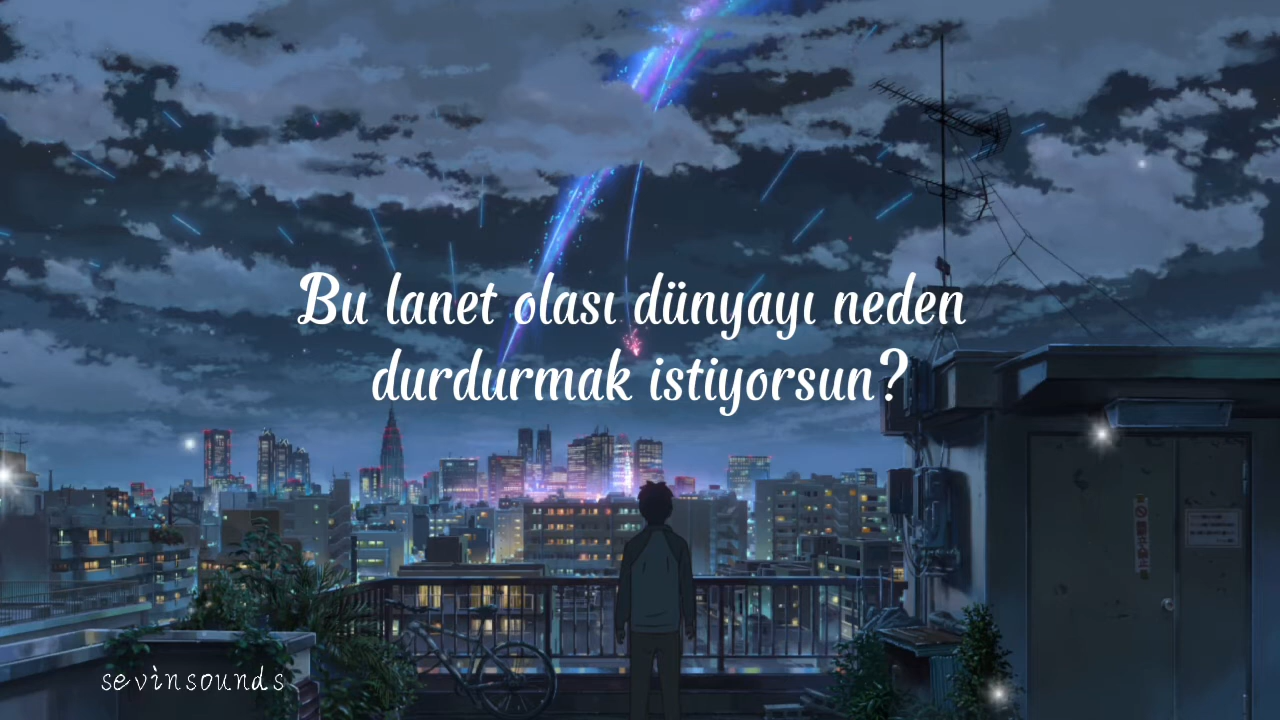 Bu lanet olası dünyayı neden
durdurmak istiyorsun?
sevinsounds